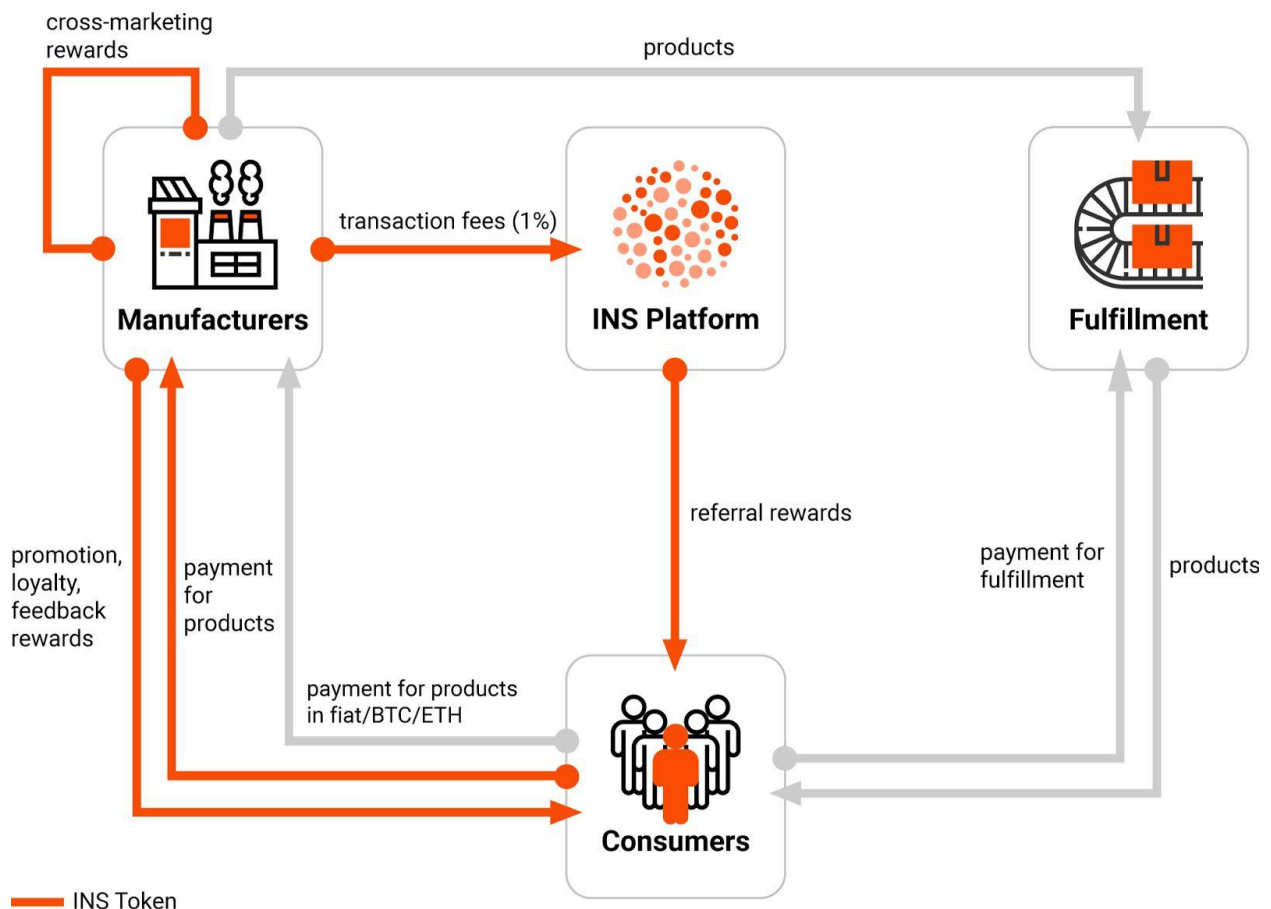 cross-marketing
rewards
products
transaction fees (1%)
Manufacturers
INS Platform
Fulfillment
referral rewards
promotion,
loyalty,
feedback
rewards
payment
for
products
payment for
fulfillment
products
payment for products
in fiat/BTC/ETH
Consumers
INS Token